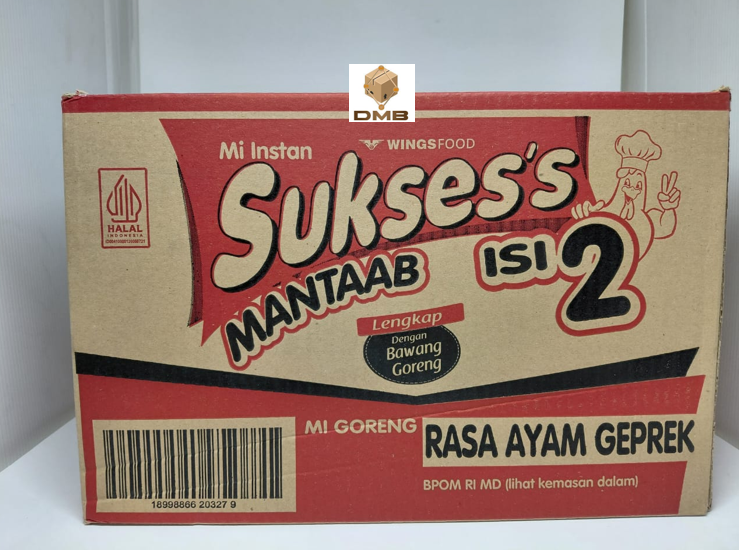 DMB
Mi Instan
WINGSFOOD
Sukses's
MANTAAB
ISI 2
HALAL
INDONESIA
Lengkap
Dengan
Bawang
Goreng
MI GORENG
RASA AYAM GEPREK
BPOM RI MD (lihat kemasan dalam)
18998866 20327 9